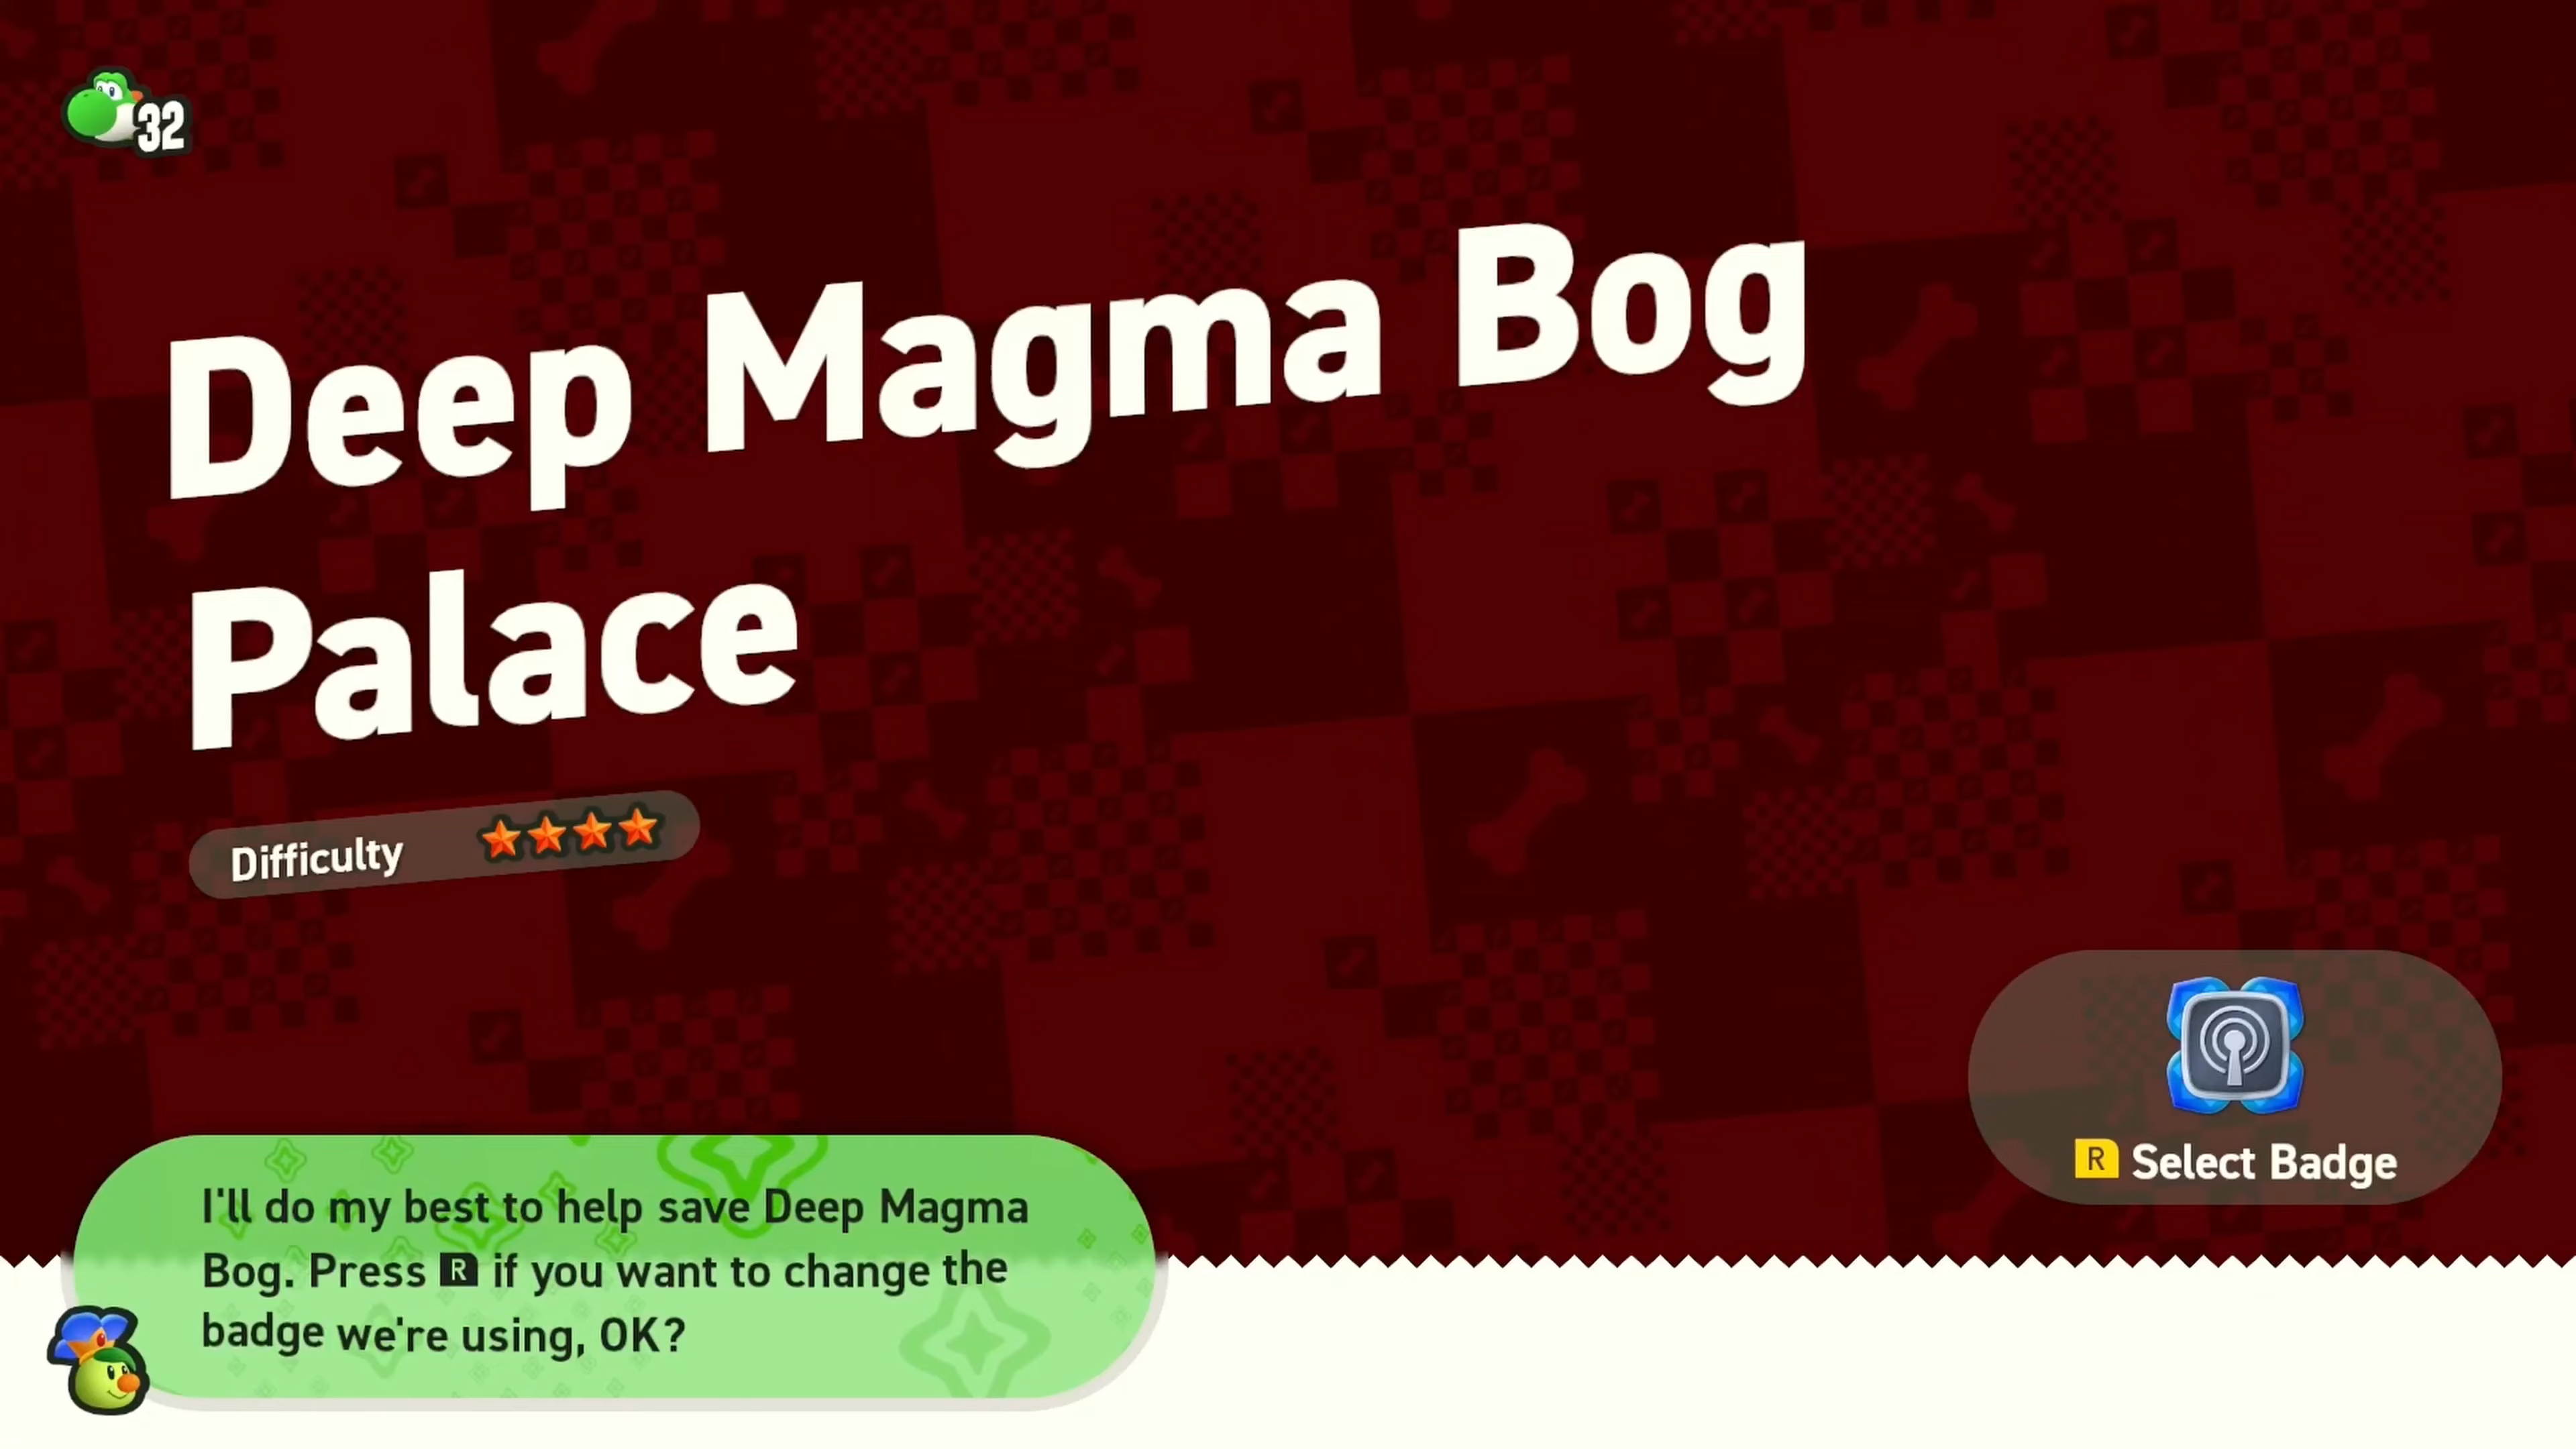 32
Deep Magma Bog
Palace
Difficulty
I'll do my best to help save Deep Magma
Bog. Press R if you want to change the
badge we're using, OK?
R Select Badge